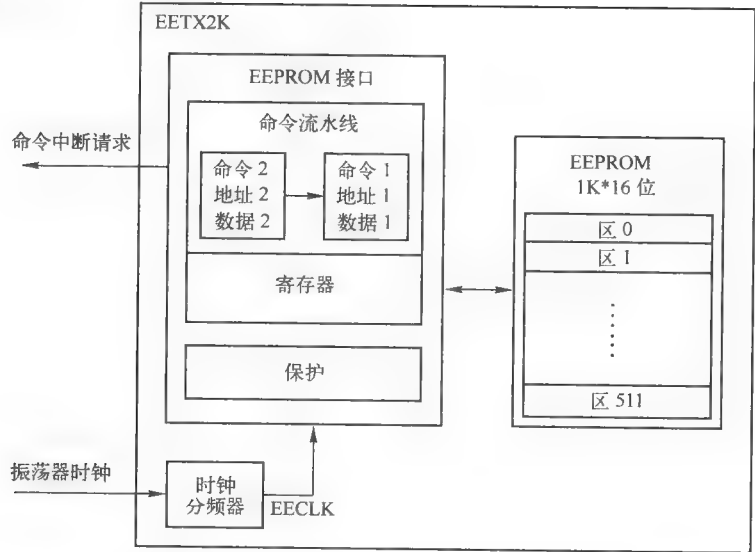 EETX2K
EEPROM 接口
命令流水线
命令 2
地址 2
数据 2
命令 1
地址 1
数据 1
寄存器
保护
命令中断请求
EEPROM
1K*16 位
区 0
区 1
区 511
振荡器时钟
时钟
分频器
EECLK